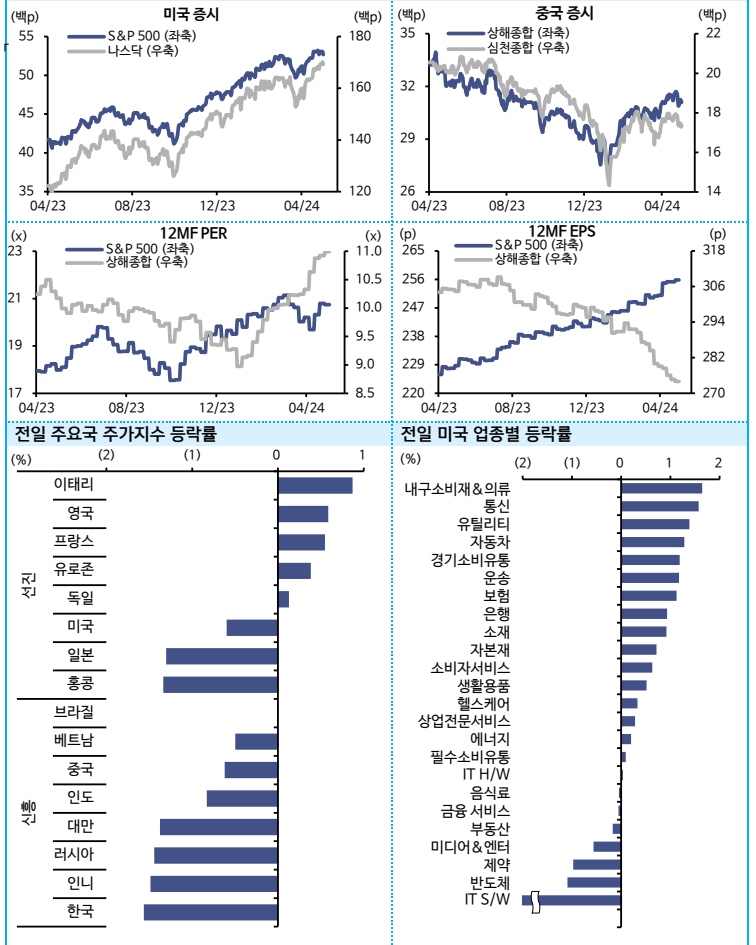 미국 증시
(백p)
(백p)
S&P 500 (좌축)
나스닥 (우축)
55
50
45
40
35
180
160
140
120
04/23
08/23
12/23
04/24
중국 증시
(백p)
(백p)
상해종합 (좌축)
심천종합 (우축)
35
32
29
26
22
20
18
16
14
04/23
08/23
12/23
04/24
12MF PER
(x)
(x)
S&P 500 (좌축)
상해종합 (우축)
23
21
19
17
11.0
10.5
10.0
9.5
9.0
8.5
04/23
08/23
12/23
04/24
12MF EPS
(p)
(p)
S&P 500 (좌축)
상해종합 (우축)
265
256
247
238
229
220
318
306
294
282
270
04/23
08/23
12/23
04/24
전일 주요국 주가지수 등락률
(%)
(2)
(1)
0
1
선진
이태리
영국
프랑스
유로존
독일
미국
일본
홍콩
신흥
브라질
베트남
중국
인도
대만
러시아
인니
한국
전일 미국 업종별 등락률
(%)
(2)
(1)
0
1
2
내구소비재&의류
통신
유틸리티
자동차
경기소비유통
운송
보험
은행
소재
자본재
소비자서비스
생활용품
헬스케어
상업전문서비스
에너지
필수소비유통
IT H/W
음식료
금융 서비스
부동산
미디어&엔터
제약
반도체
IT S/W